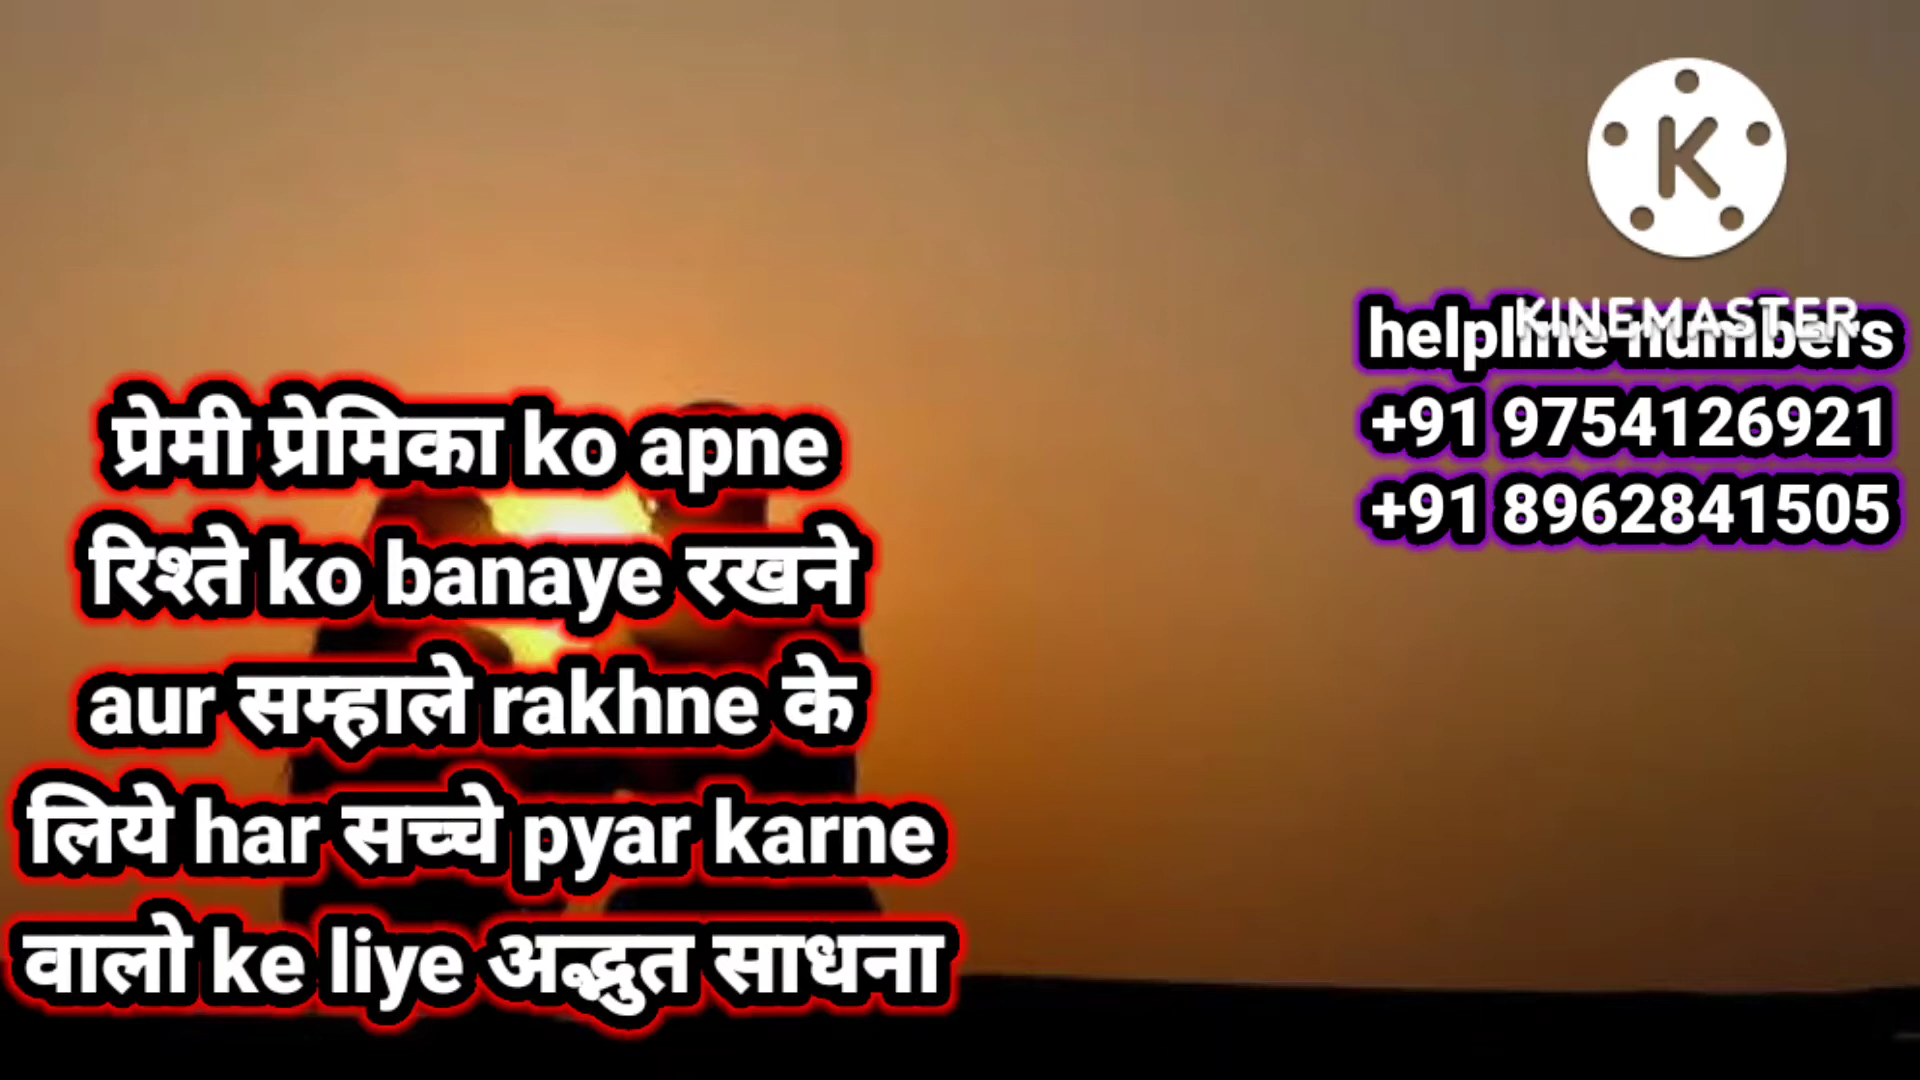 KINEMASTER
helpline numbers
+91 9754126921
+91 8962841505
प्रेमी प्रेमिका ko apne
रिश्ते ko banaye रखने
aur सम्हाले rakhne के
लिये har सच्चे pyar karne
वालो ke liye अद्भुत साधना